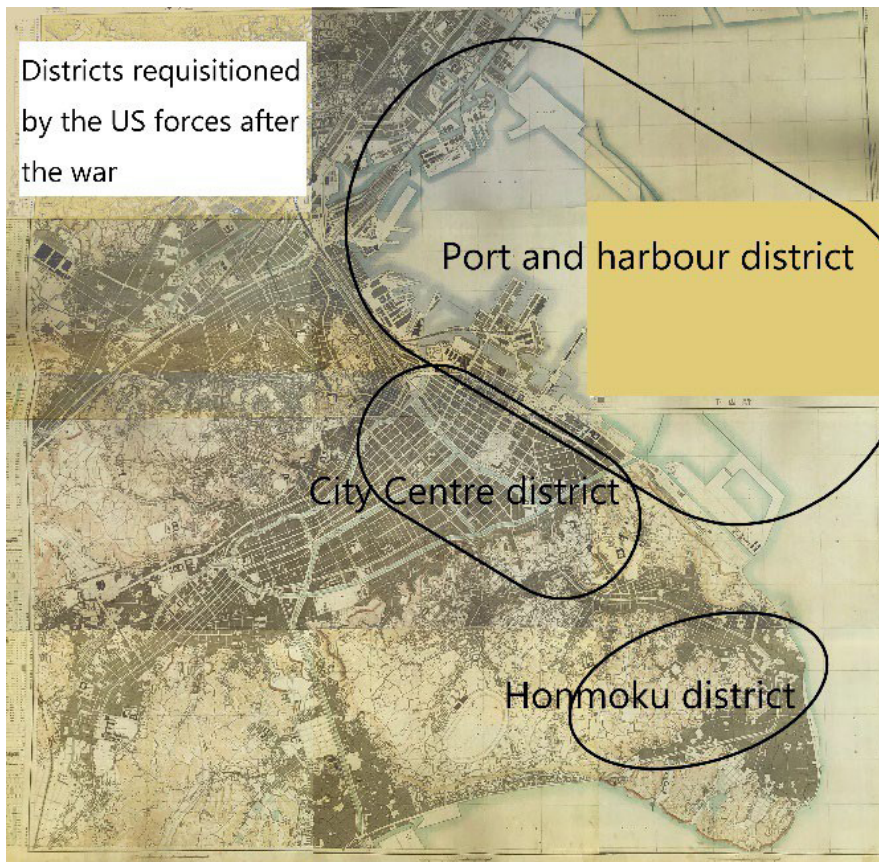 Districts requisitioned
by the US forces after
the war
Port and harbour district
City Centre district
Honmoku district